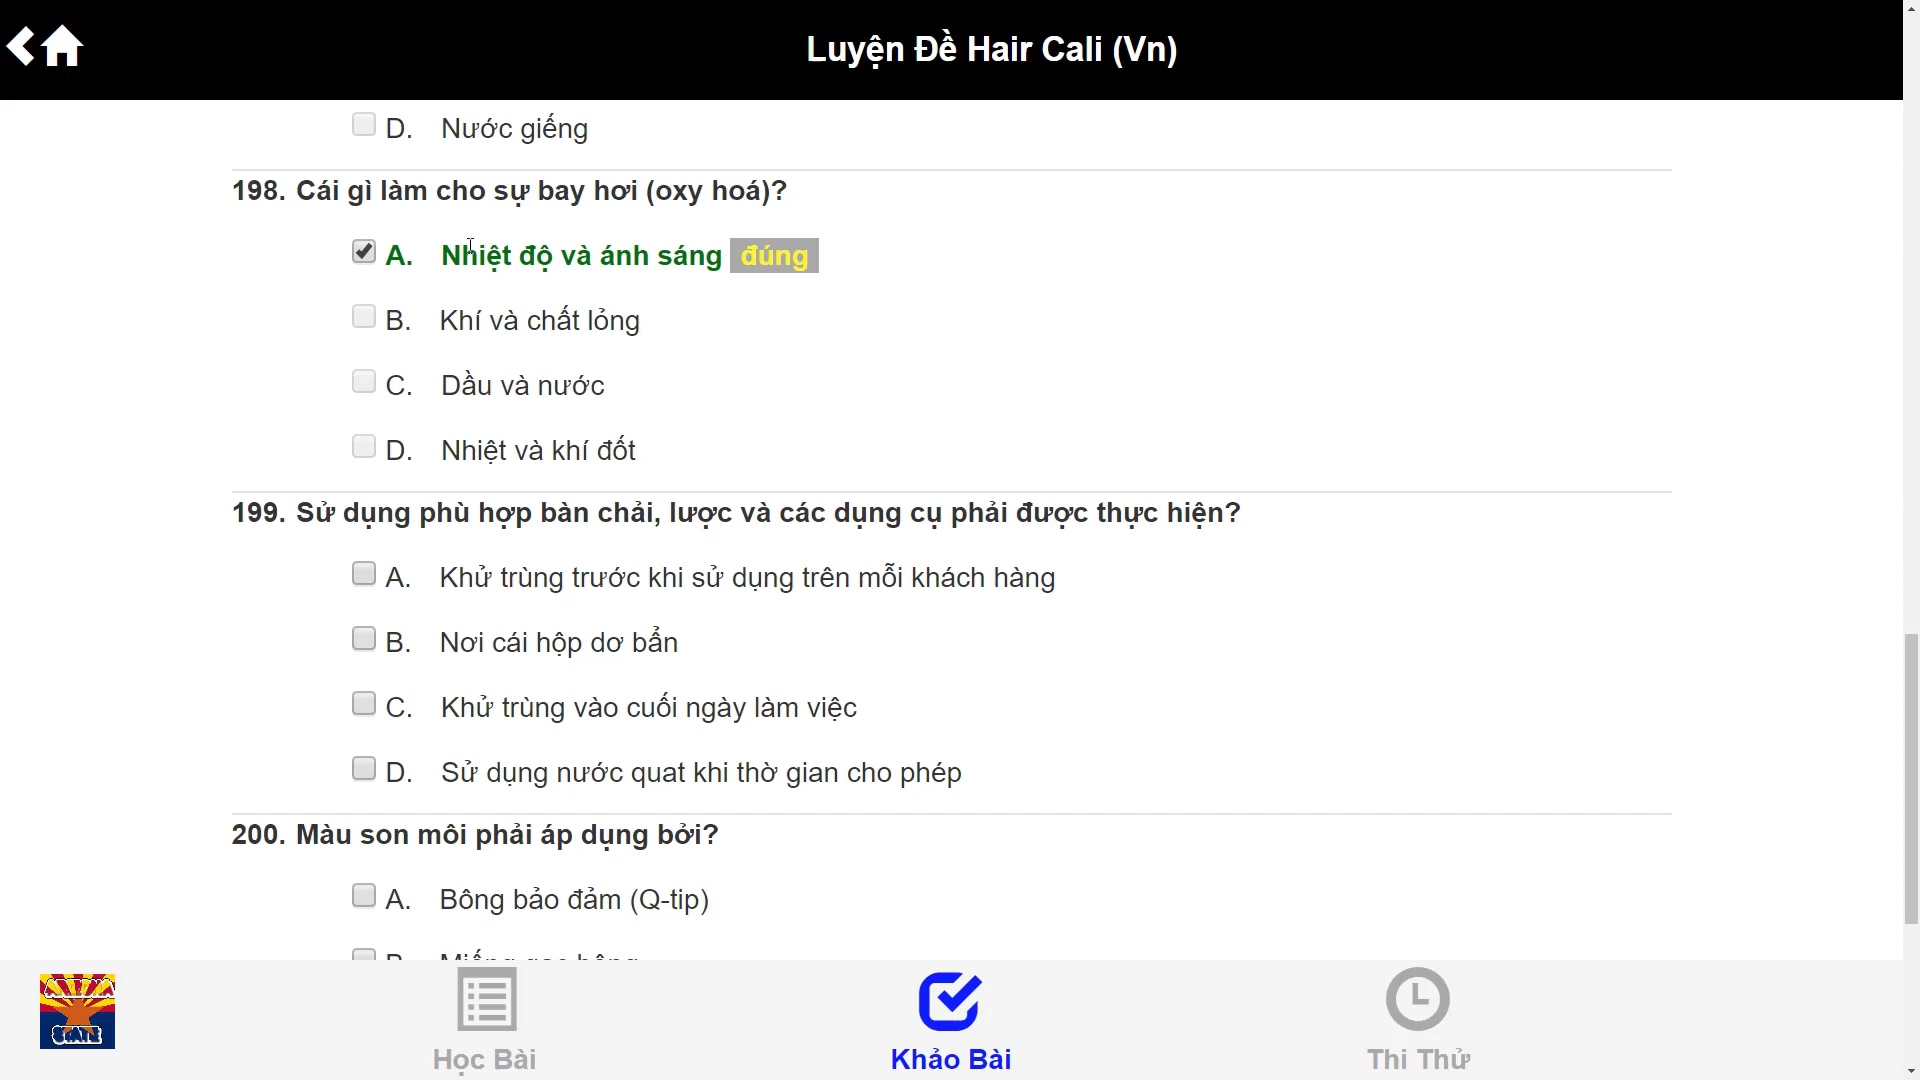 Luyện Đề Hair Cali (Vn)
D. Nước giếng
198. Cái gì làm cho sự bay hơi (oxy hoá)?
A. Nhiệt độ và ánh sáng đúng
B. Khí và chất lỏng
C. Dầu và nước
D. Nhiệt và khí đốt
199. Sử dụng phù hợp bàn chải, lược và các dụng cụ phải được thực hiện?
A. Khử trùng trước khi sử dụng trên mỗi khách hàng
B. Nơi cái hộp dơ bẩn
C. Khử trùng vào cuối ngày làm việc
D. Sử dụng nước quat khi thờ gian cho phép
200. Màu son môi phải áp dụng bởi?
A. Bông bảo đảm (Q-tip)
ARIZONA
STATE
Học Bài
Khảo Bài
Thi Thử